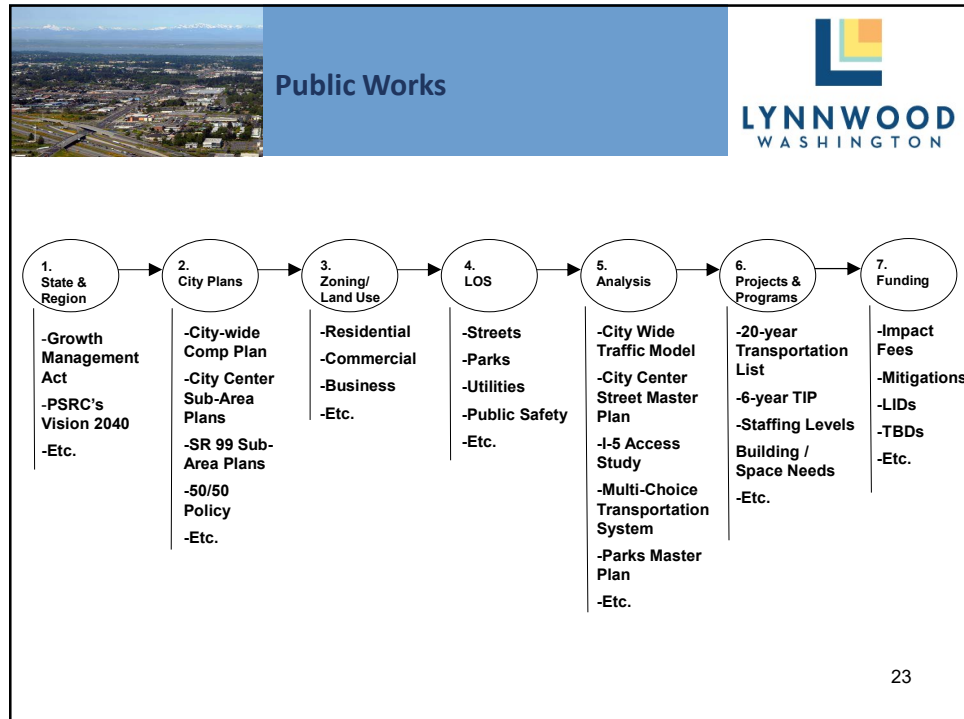 Public Works
LYNNWOOD
WASHINGTON
1.
State &
Region
2.
City Plans
3.
Zoning/
Land Use
4.
LOS
5.
Analysis
6.
Projects &
Programs
7.
Funding
-Growth
Management
Act
-PSRC's
Vision 2040
-Etc.
-City-wide
Comp Plan
-City Center
Sub-Area
Plans
-SR 99 Sub-
Area Plans
-50/50
Policy
-Etc.
-Residential
-Commercial
-Business
-Etc.
-Streets
-Parks
-Utilities
-Public Safety
-Etc.
-City Wide
Traffic Model
-City Center
Street Master
Plan
-I-5 Access
Study
-Multi-Choice
Transportation
System
-Parks Master
Plan
-Etc.
-20-year
Transportation
List
-6-year TIP
-Staffing Levels
Building /
Space Needs
-Etc.
-Impact
Fees
-Mitigations
-LIDs
-TBDs
-Etc.
23